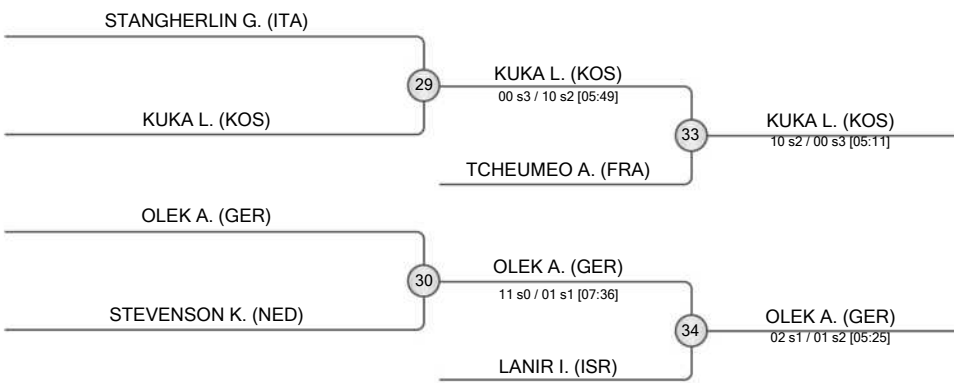 STANGHERLIN G. (ITA)
29
KUKA L. (KOS)
00 s3 / 10 s2 [05:49]
KUKA L. (KOS)
33
KUKA L. (KOS)
10 s2 / 00 s3 [05:11]
TCHEUMEO A. (FRA)
OLEK A. (GER)
30
OLEK A. (GER)
11 s0 / 01 s1 [07:36]
STEVENSON K. (NED)
34
OLEK A. (GER)
02 s1 / 01 s2 [05:25]
LANIR I. (ISR)